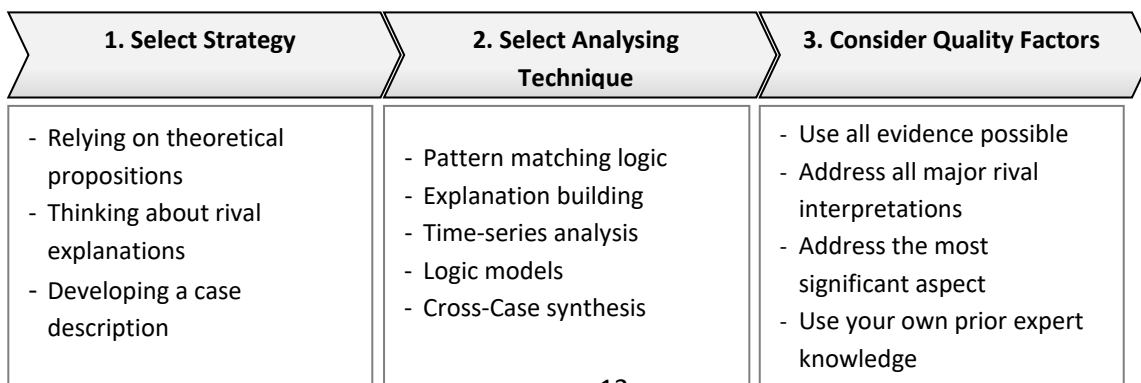 1. Select Strategy
2. Select Analysing
Technique
3. Consider Quality Factors
- Relying on theoretical
propositions
- Thinking about rival
explanations
- Developing a case
description
- Pattern matching logic
- Explanation building
- Time-series analysis
- Logic models
- Cross-Case synthesis
- Use all evidence possible
- Address all major rival
interpretations
- Address the most
significant aspect
- Use your own prior expert
knowledge